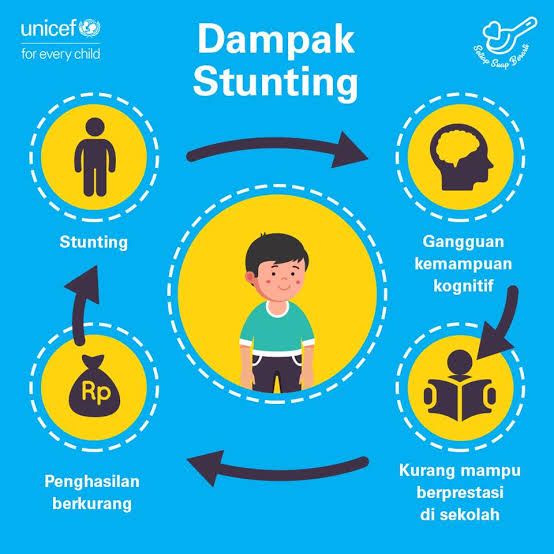 unicef
for every child
Dampak
Stunting
Setiap Suap Berarti
Stunting
Gangguan
kemampuan
kognitif
Rp
Penghasilan
berkurang
Kurang mampu
berprestasi
di sekolah